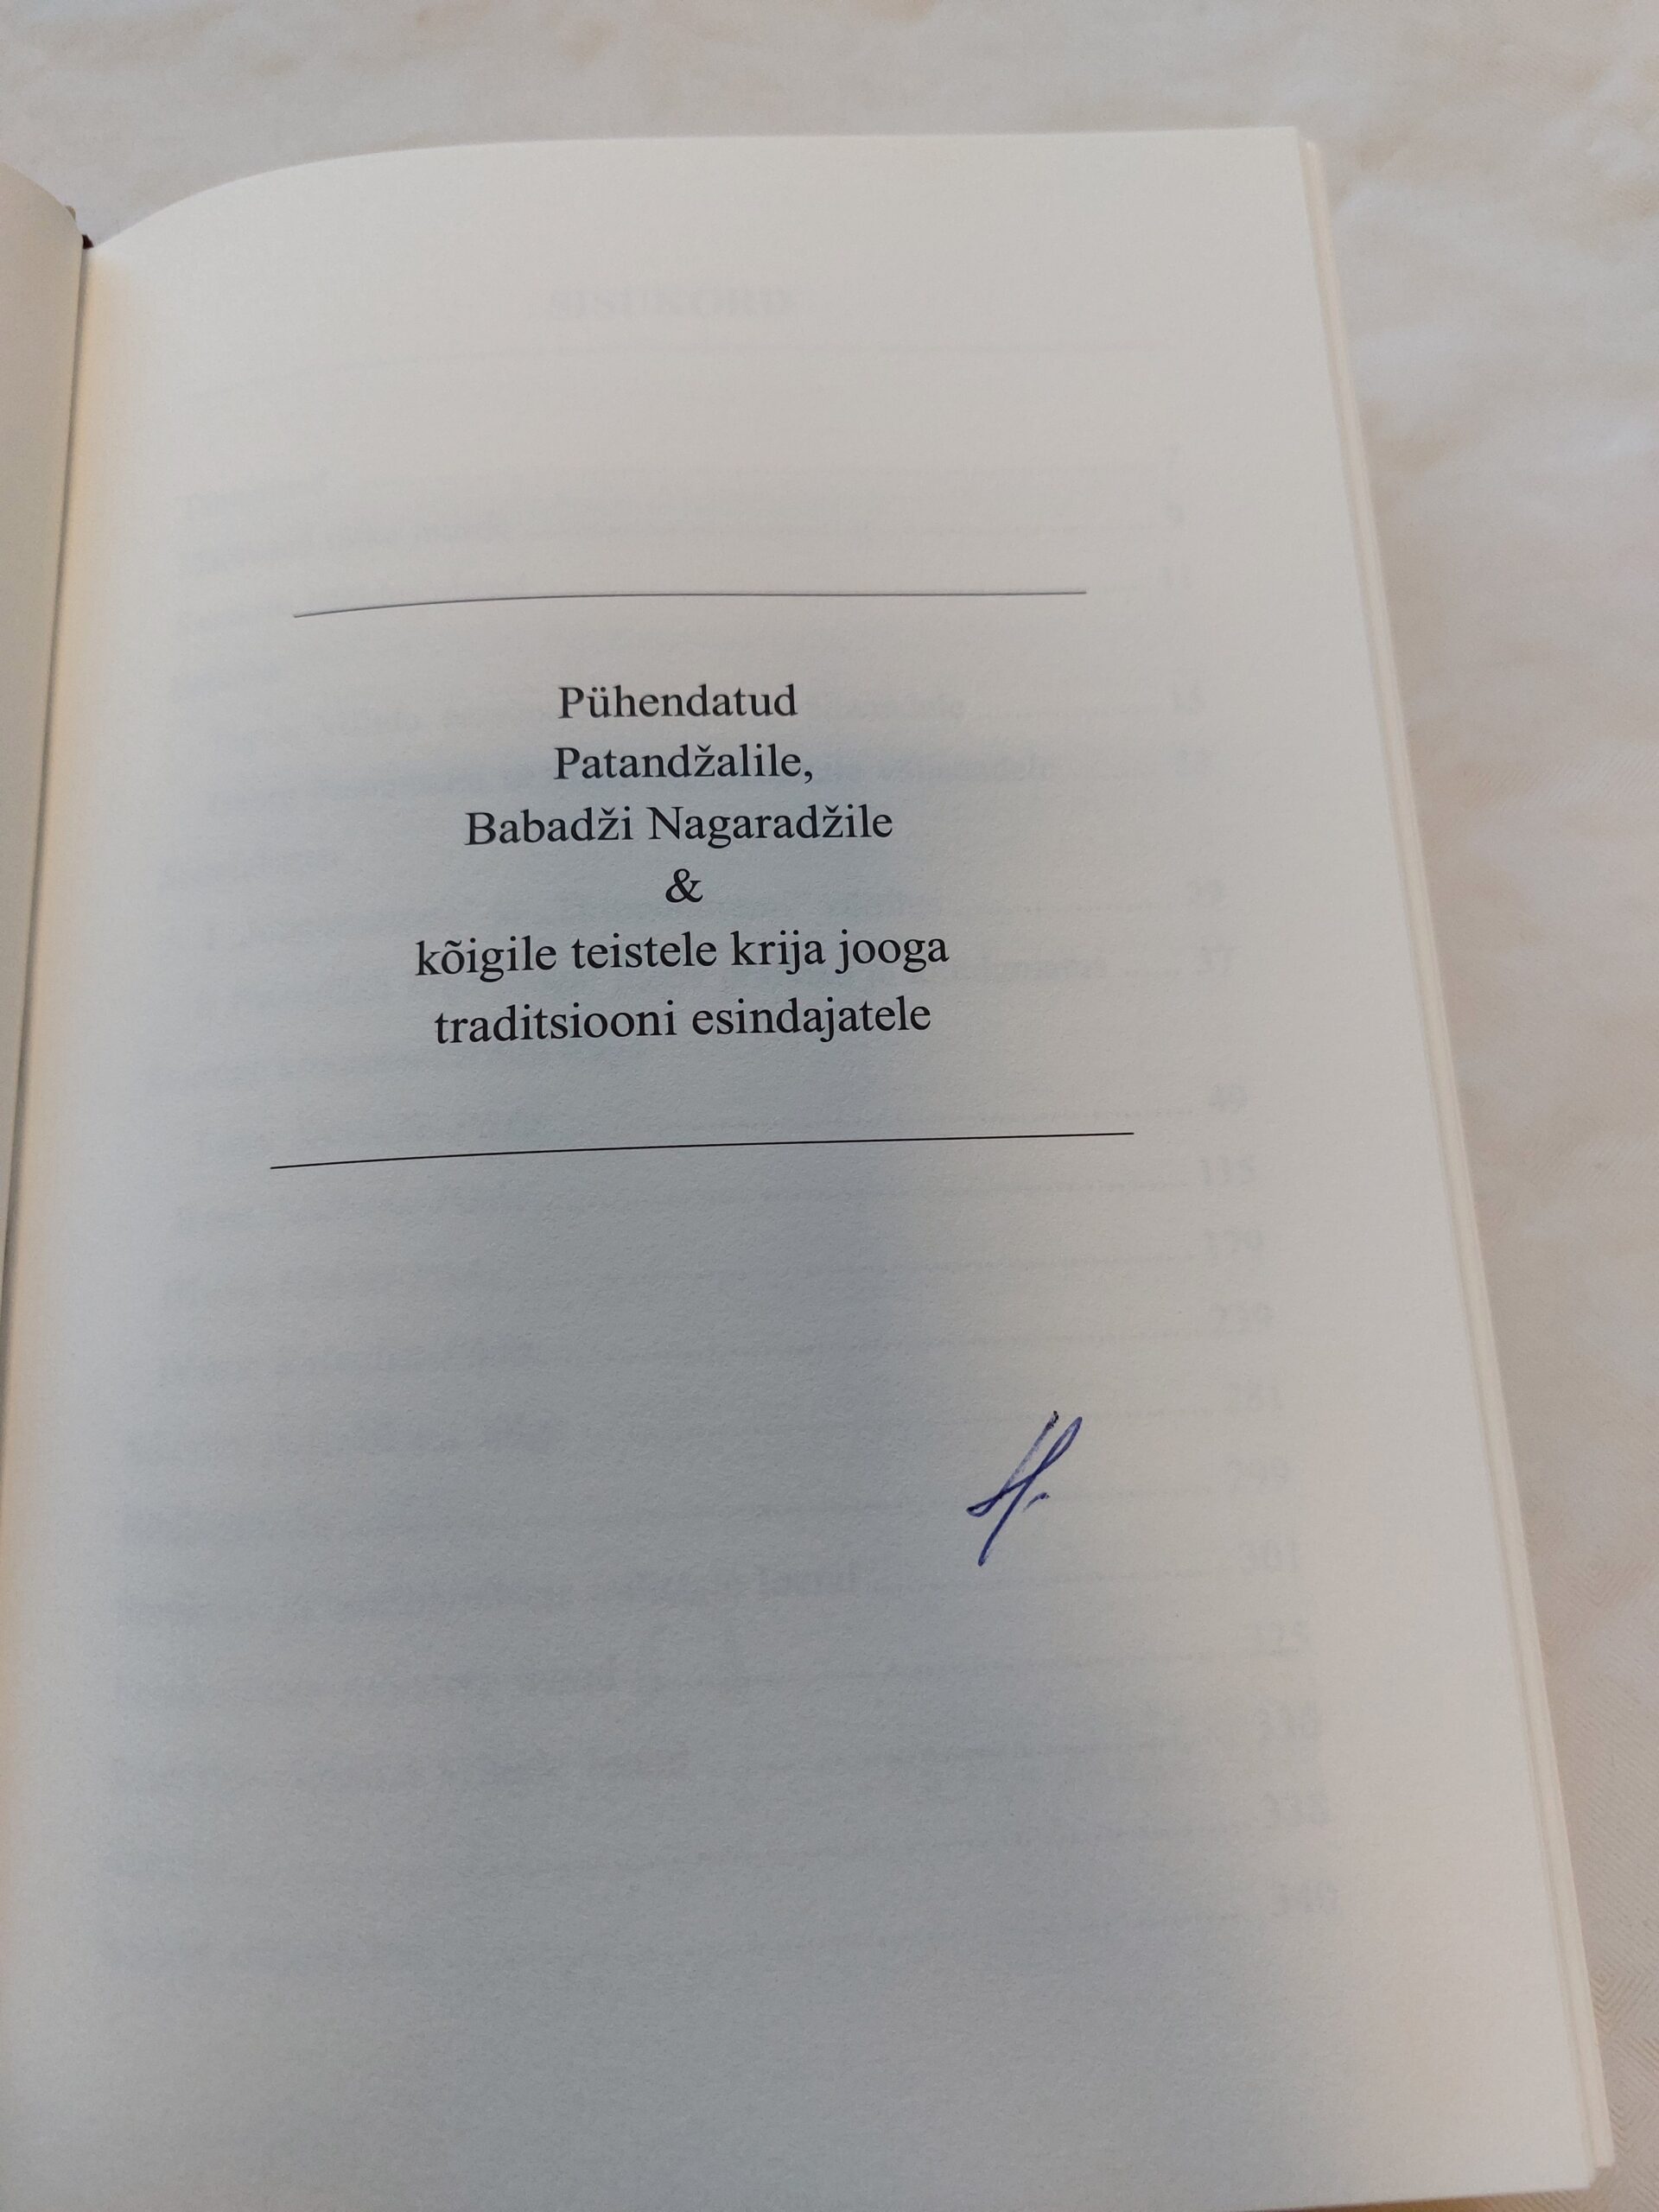 Pühendatud
Patandžalile,
Babadži Nagaradžile
&
kõigile teistele krija jooga
traditsiooni esindajatele